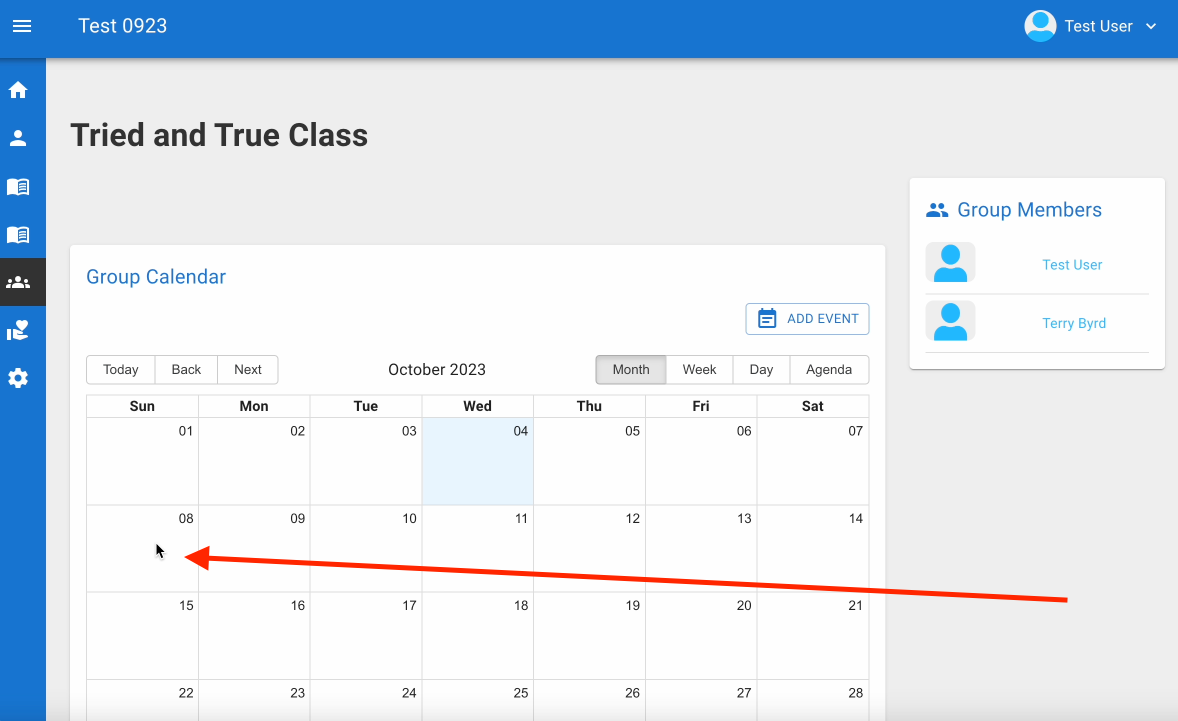 Test 0923
Test User
Tried and True Class
Group Members
Test User
Terry Byrd
Group Calendar
ADD EVENT
Today Back Next October 2023 Month Week Day Agenda
Sun Mon Tue Wed Thu Fri Sat
01 02 03 04 05 06 07
08 09 10 11 12 13 14
15 16 17 18 19 20 21
22 23 24 25 26 27 28